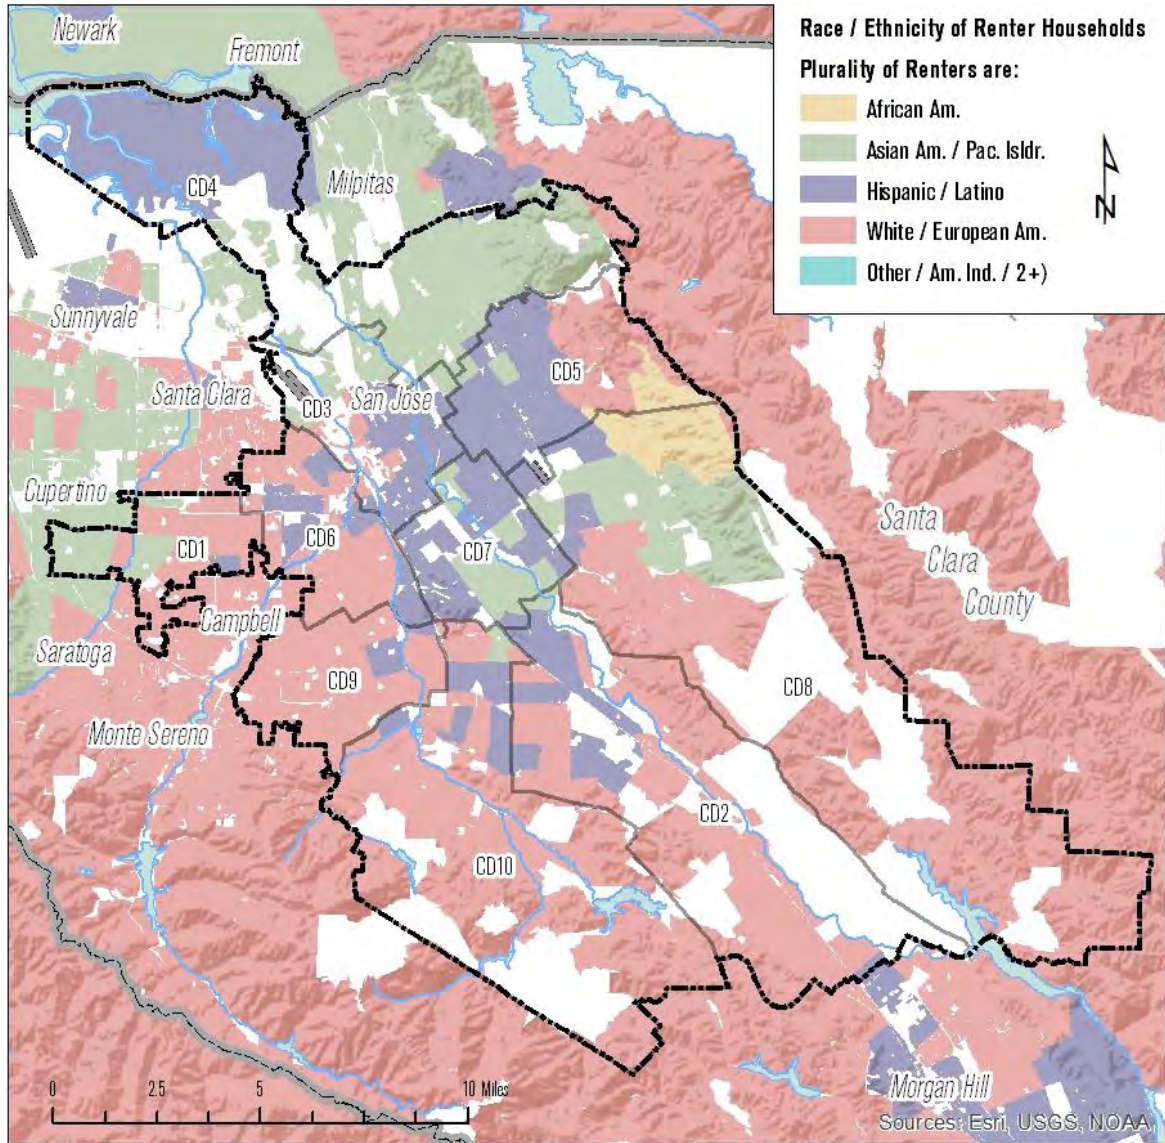 Race / Ethnicity of Renter Households
Plurality of Renters are:
African Am.
Asian Am. / Pac. Isldr.
Hispanic / Latino
White / European Am.
Other / Am. Ind. / 2+)
N
Newark
Fremont
CD4
Milpitas
Sunnyvale
Santa Clara
CD3
San Jose
CD5
Cupertino
CD1
CD6
CD7
Santa
Clara
County
Campbell
Saratoga
CD9
CD8
Monte Sereno
CD2
CD10
Morgan Hill
0 2.5 5 10 Miles
Sources: Esri, USGS, NOAA